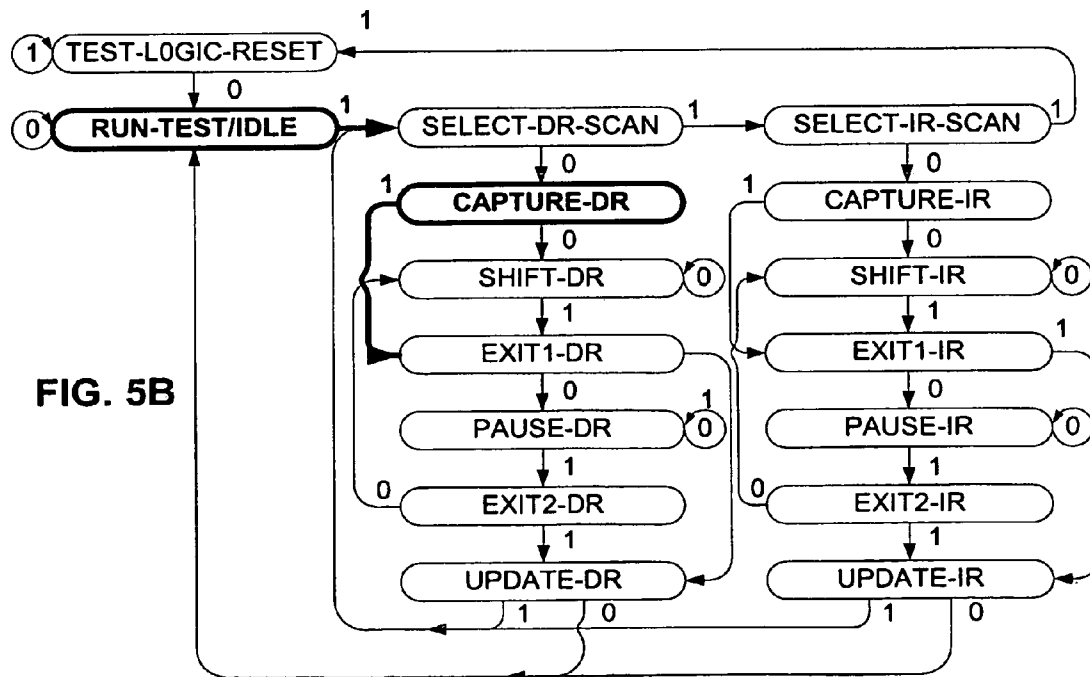 1
1 TEST-L0GIC-RESET
0
0 RUN-TEST/IDLE 1 SELECT-DR-SCAN 1 SELECT-IR-SCAN 1
0 0
1 CAPTURE-DR 1 CAPTURE-IR
0 0
SHIFT-DR 0 SHIFT-IR 0
1 1
EXIT1-DR EXIT1-IR 1
FIG. 5B
0 1 0
PAUSE-DR 0 PAUSE-IR 0
1 1
0 EXIT2-DR 0 EXIT2-IR
1 1
UPDATE-DR UPDATE-IR
1 0 1 0